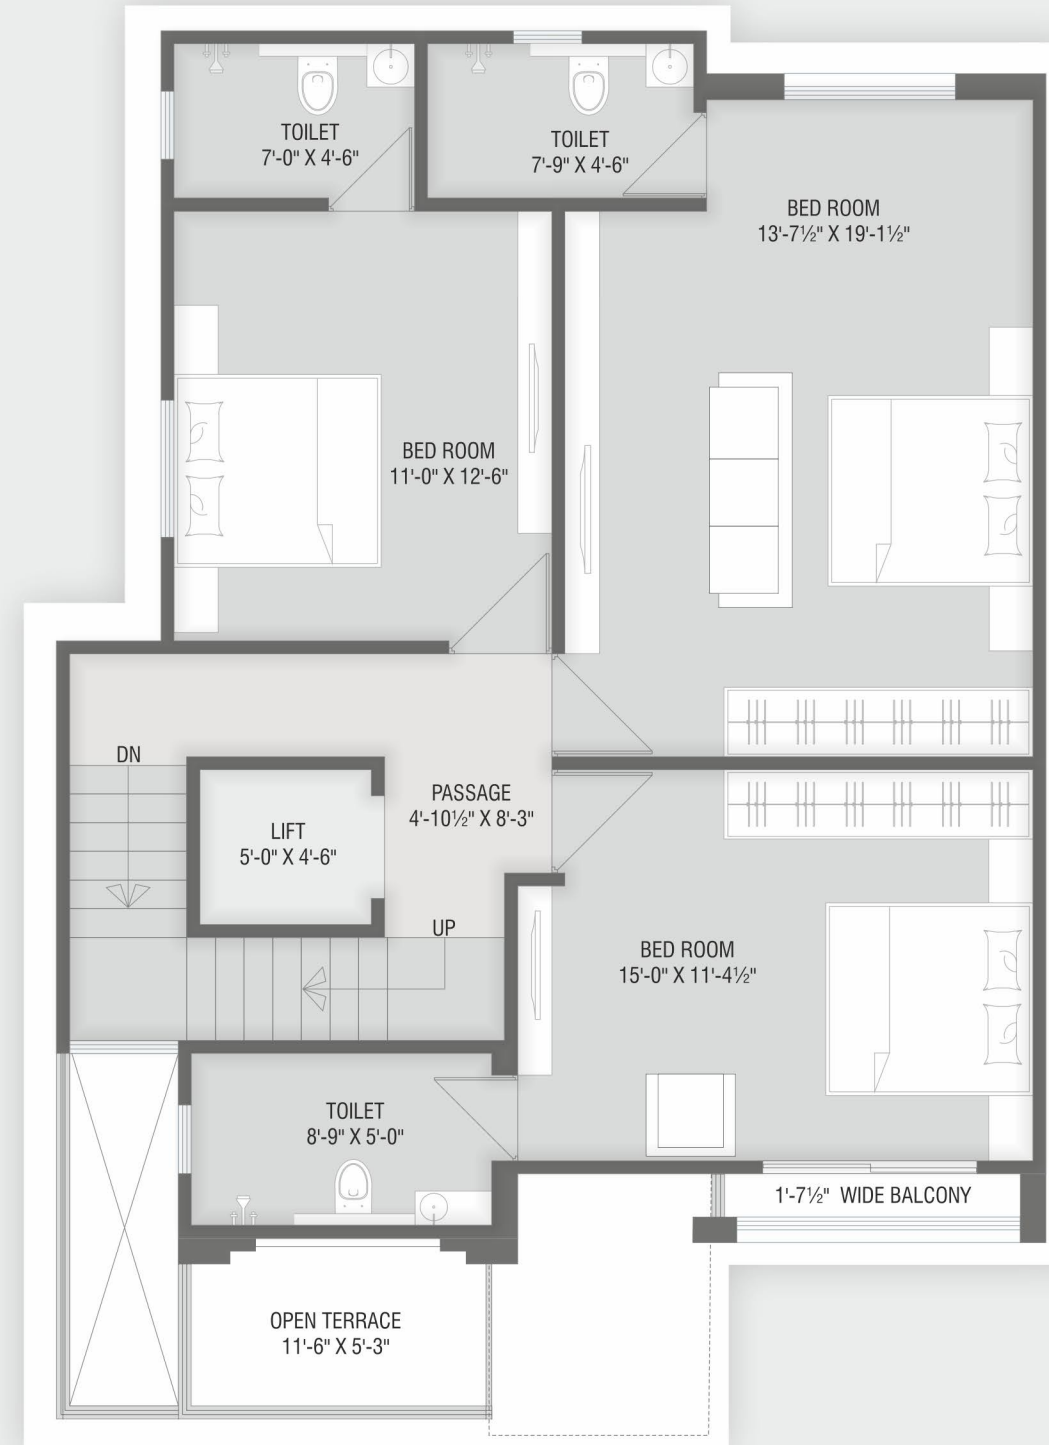 TOILET
7'-0" X 4'-6"
TOILET
7'-9" X 4'-6"
BED ROOM
13'-7½" X 19'-1½"
BED ROOM
11'-0" X 12'-6"
DN
LIFT
5'-0" X 4'-6"
PASSAGE
4'-10½" X 8'-3"
UP
BED ROOM
15'-0" X 11'-4½"
TOILET
8'-9" X 5'-0"
1'-7½" WIDE BALCONY
OPEN TERRACE
11'-6" X 5'-3"